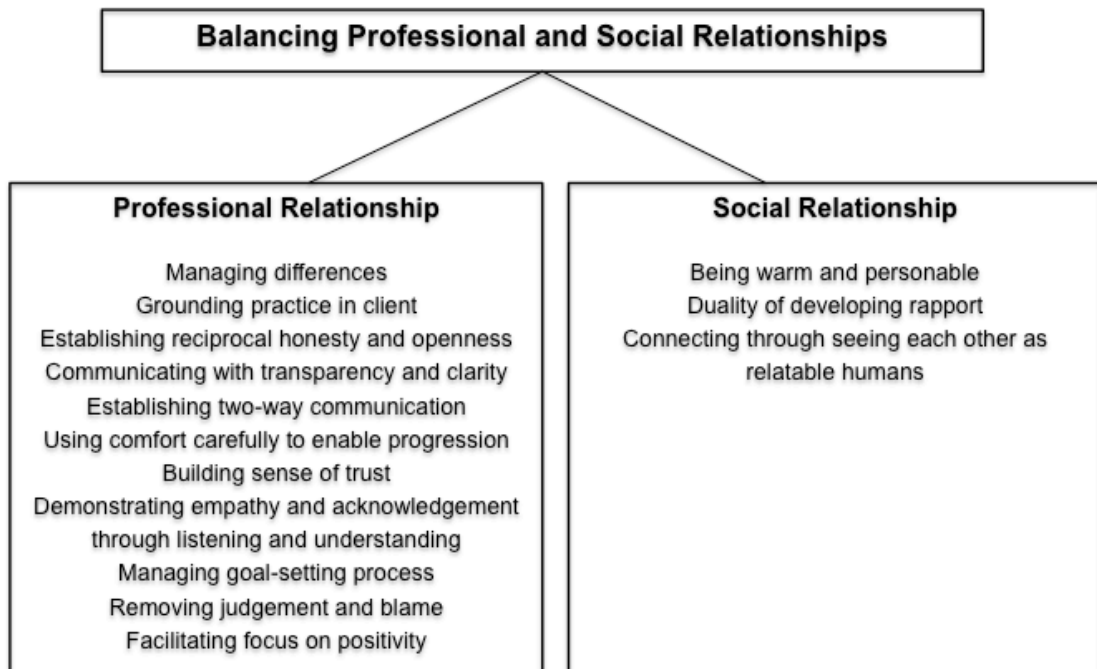 Balancing Professional and Social Relationships
Professional Relationship
Managing differences
Grounding practice in client
Establishing reciprocal honesty and openness
Communicating with transparency and clarity
Establishing two-way communication
Using comfort carefully to enable progression
Building sense of trust
Demonstrating empathy and acknowledgement
through listening and understanding
Managing goal-setting process
Removing judgement and blame
Facilitating focus on positivity
Social Relationship
Being warm and personable
Duality of developing rapport
Connecting through seeing each other as
relatable humans